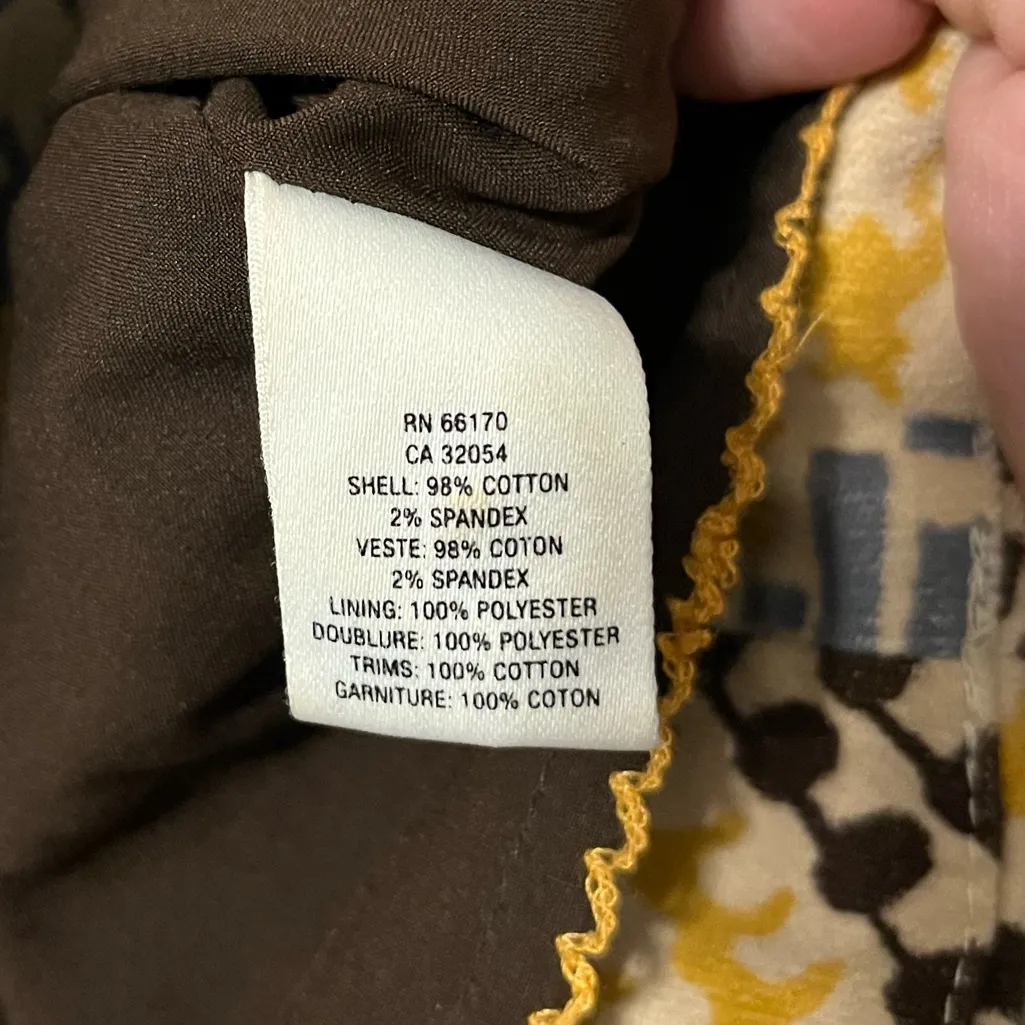 RN 66170
CA 32054
SHELL: 98% COTTON
2% SPANDEX
VESTE: 98% COTON
2% SPANDEX
LINING: 100% POLYESTER
DOUBLURE: 100% POLYESTER
TRIMS: 100% COTTON
GARNITURE: 100% COTON